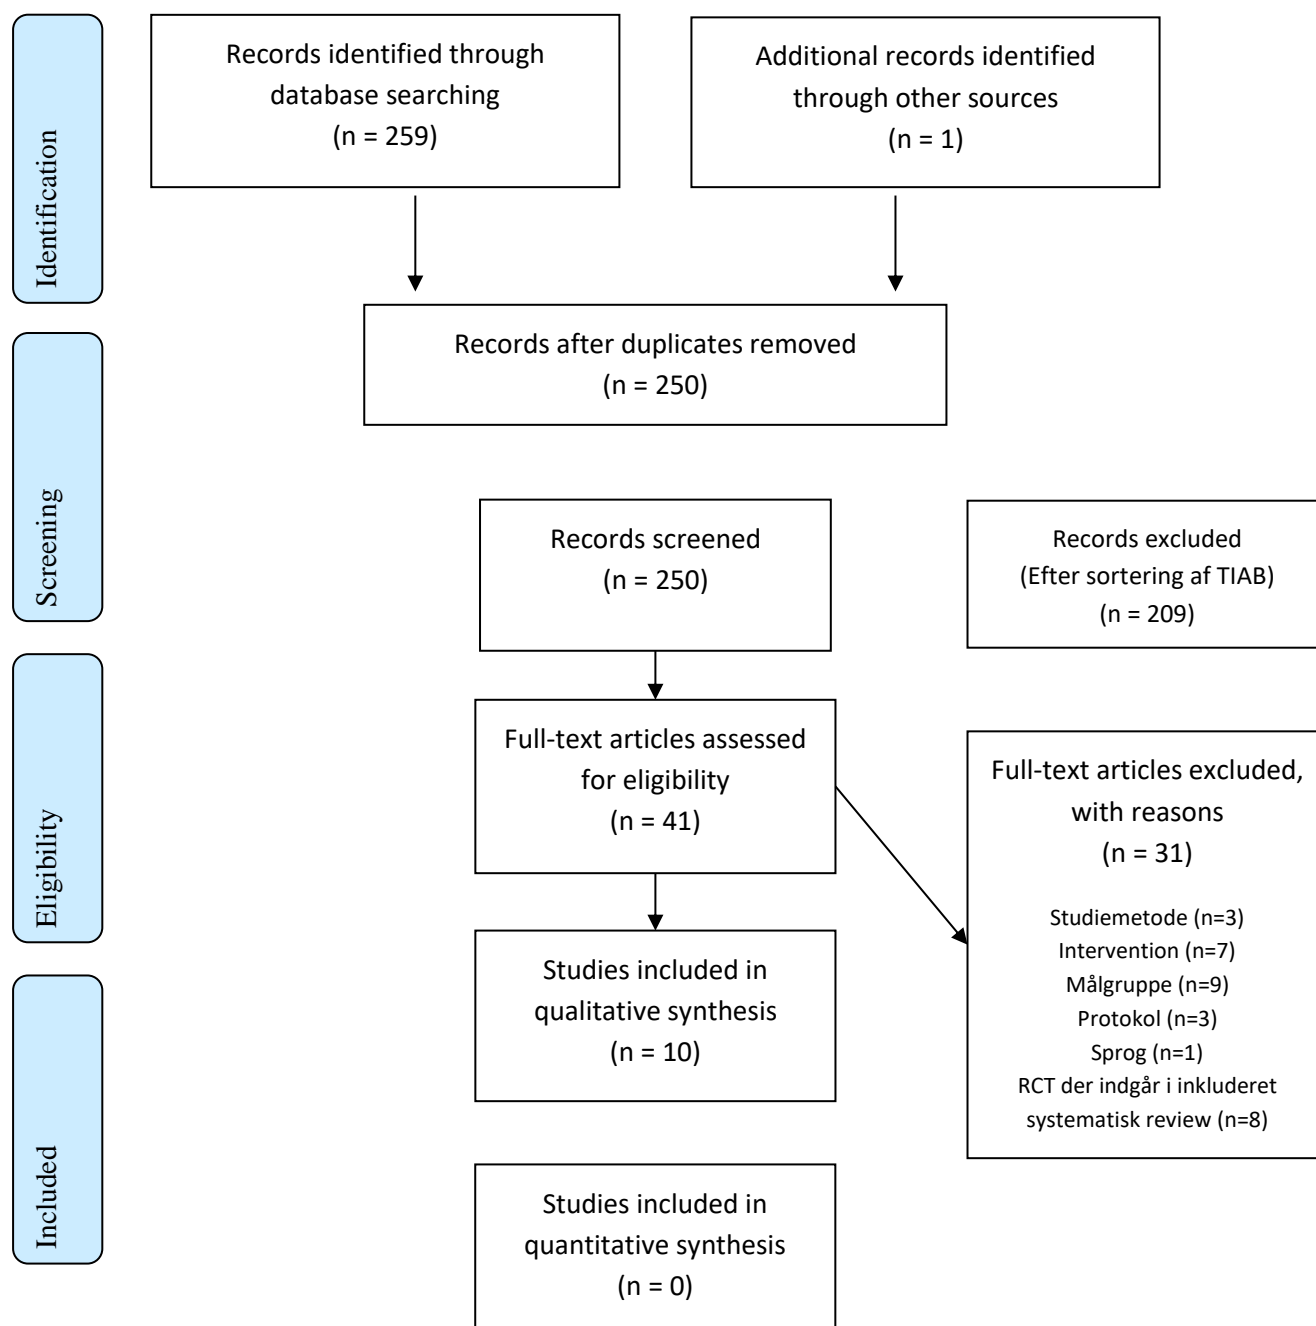 Identification
Records identified through
database searching
(n = 259)
Additional records identified
through other sources
(n = 1)
Records after duplicates removed
(n = 250)
Screening
Records screened
(n = 250)
Records excluded
(Efter sortering af TIAB)
(n = 209)
Eligibility
Full-text articles assessed
for eligibility
(n = 41)
Full-text articles excluded,
with reasons
(n = 31)
Studiemetode (n=3)
Intervention (n=7)
Målgruppe (n=9)
Protokol (n=3)
Sprog (n=1)
RCT der indgår i inkluderet
systematisk review (n=8)
Included
Studies included in
qualitative synthesis
(n = 10)
Studies included in
quantitative synthesis
(n = 0)